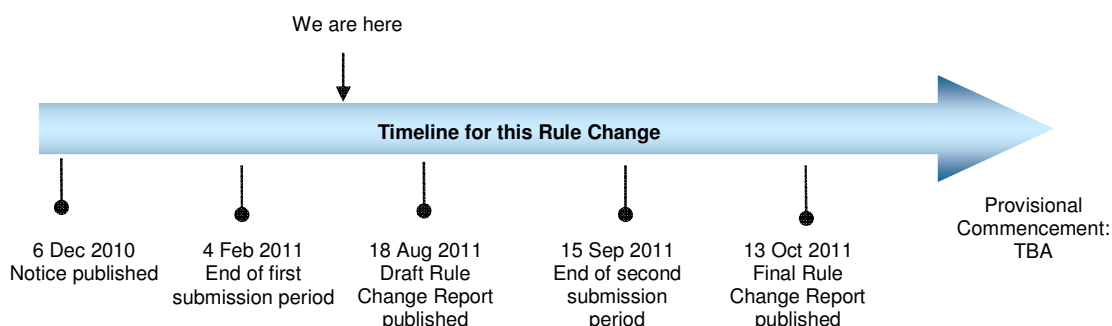 We are here
Timeline for this Rule Change
6 Dec 2010
Notice published
4 Feb 2011
End of first
submission period
18 Aug 2011
Draft Rule
Change Report
published
15 Sep 2011
End of second
submission
period
13 Oct 2011
Final Rule
Change Report
published
Provisional
Commencement:
TBA